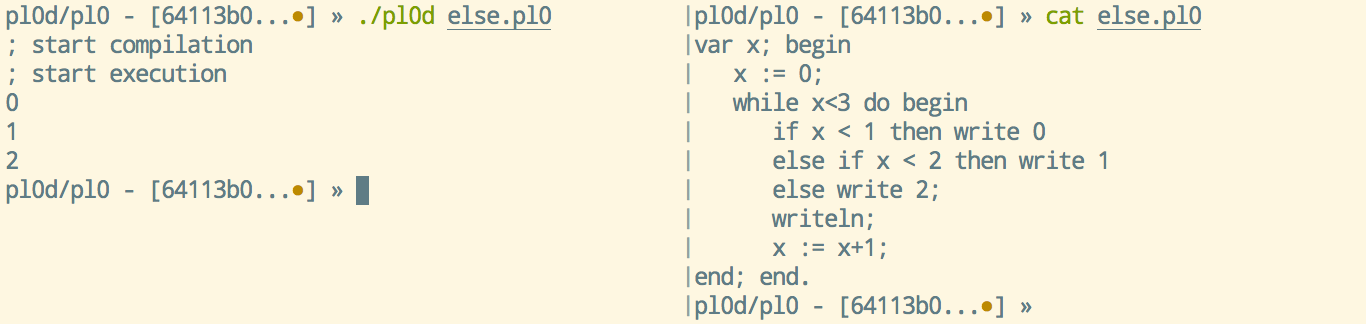 pl0d/pl0 - [64113b0...●] » ./pl0d else.pl0
; start compilation
; start execution
0
1
2
pl0d/pl0 - [64113b0...●] »
|pl0d/pl0 - [64113b0...●] » cat else.pl0
|var x; begin
|   x := 0;
|   while x<3 do begin
|      if x < 1 then write 0
|      else if x < 2 then write 1
|      else write 2;
|      writeln;
|      x := x+1;
|end; end.
|pl0d/pl0 - [64113b0...●] »